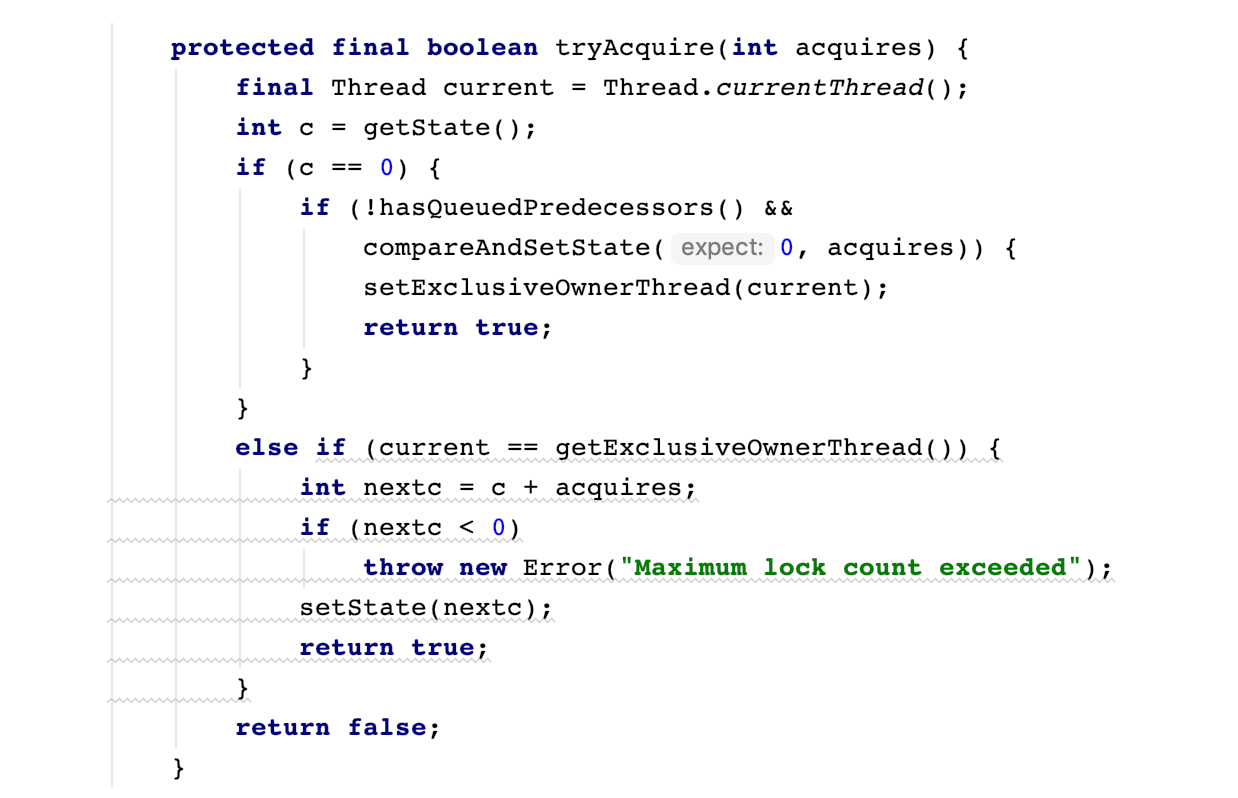 protected final boolean tryAcquire(int acquires) {
    final Thread current = Thread.currentThread();
    int c = getState();
    if (c == 0) {
        if (!hasQueuedPredecessors() &&
            compareAndSetState( expect: 0, acquires)) {
            setExclusiveOwnerThread(current);
            return true;
        }
    }
    else if (current == getExclusiveOwnerThread()) {
        int nextc = c + acquires;
        if (nextc < 0)
            throw new Error("Maximum lock count exceeded");
        setState(nextc);
        return true;
    }
    return false;
}